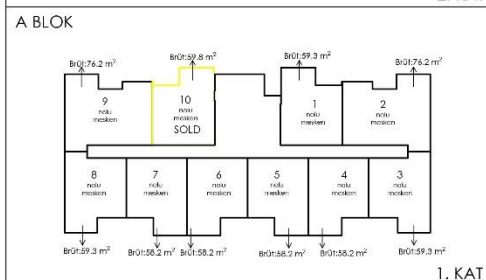 A BLOK
Brüt:76.2 m²
Brüt:59.8 m²
Brüt:59.3 m²
Brüt:76.2 m²
9
nolu
mesken
10
nolu
mesken
SOLD
1
nolu
mesken
2
nolu
mesken
8
nolu
mesken
7
nolu
mesken
6
nolu
mesken
5
nolu
mesken
4
nolu
mesken
3
nolu
mesken
Brüt:59.3 m²
Brüt:58.2 m²
Brüt:58.2 m²
Brüt:58.2 m²
Brüt:58.2 m²
Brüt:59.3 m²
1. KAT